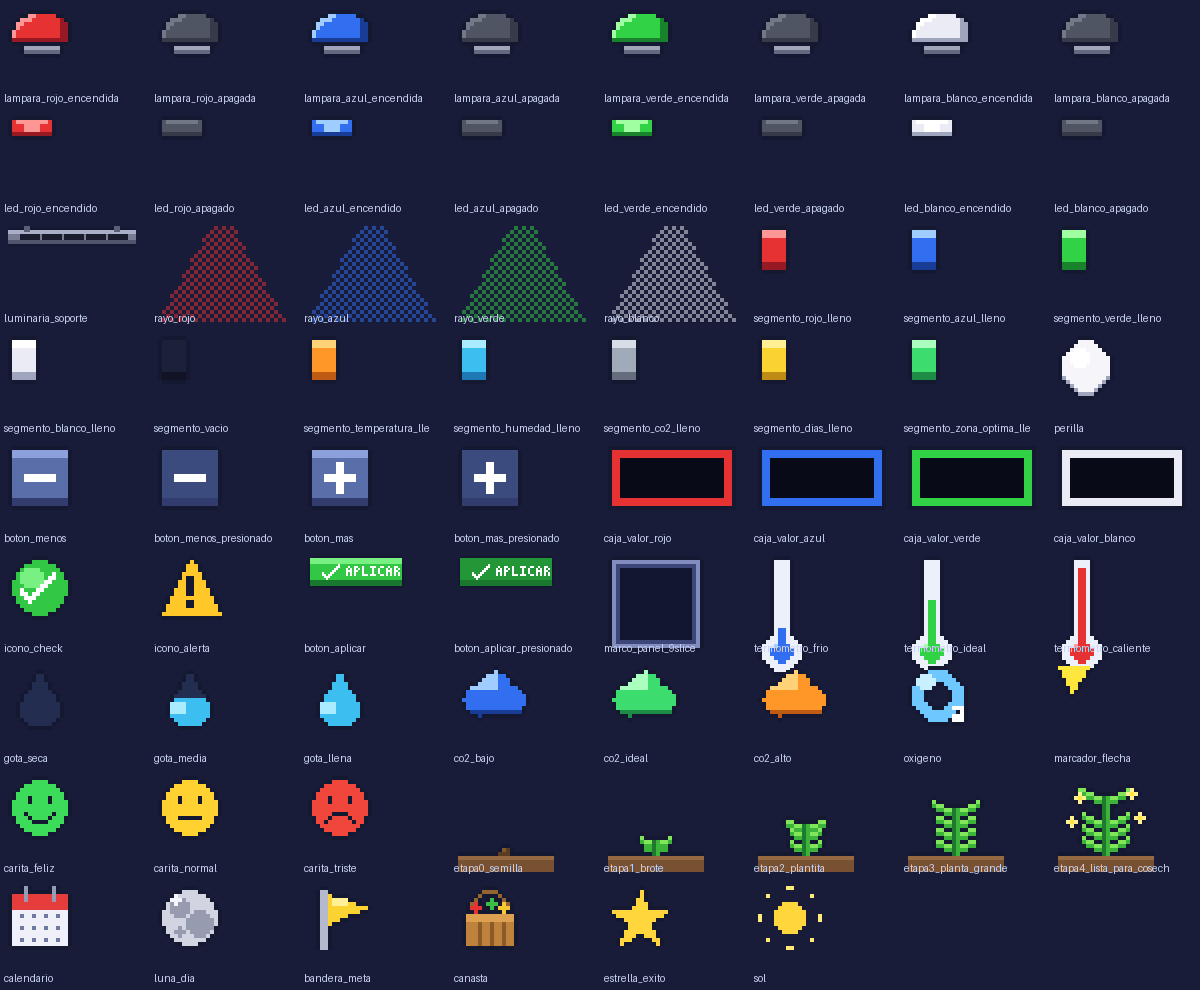 lampara_rojo_encendida lampara_rojo_apagada lampara_azul_encendida lampara_azul_apagada lampara_verde_encendida lampara_verde_apagada lampara_blanco_encendida lampara_blanco_apagada
led_rojo_encendido led_rojo_apagado led_azul_encendido led_azul_apagado led_verde_encendido led_verde_apagado led_blanco_encendido led_blanco_apagado
luminaria_soporte rayo_rojo rayo_azul rayo_verde rayo_blanco segmento_rojo_lleno segmento_azul_lleno segmento_verde_lleno
segmento_blanco_lleno segmento_vacio segmento_temperatura_lle segmento_humedad_lleno segmento_co2_lleno segmento_dias_lleno segmento_zona_optima_lle perilla
boton_menos boton_menos_presionado boton_mas boton_mas_presionado caja_valor_rojo caja_valor_azul caja_valor_verde caja_valor_blanco
APLICAR APLICAR
icono_check icono_alerta boton_aplicar boton_aplicar_presionado marco_panel_9slice termometro_frio termometro_ideal termometro_caliente
gota_seca gota_media gota_llena co2_bajo co2_ideal co2_alto oxigeno marcador_flecha
carita_feliz carita_normal carita_triste etapa0_semilla etapa1_brote etapa2_plantita etapa3_planta_grande etapa4_lista_para_cosech
calendario luna_dia bandera_meta canasta estrella_exito sol